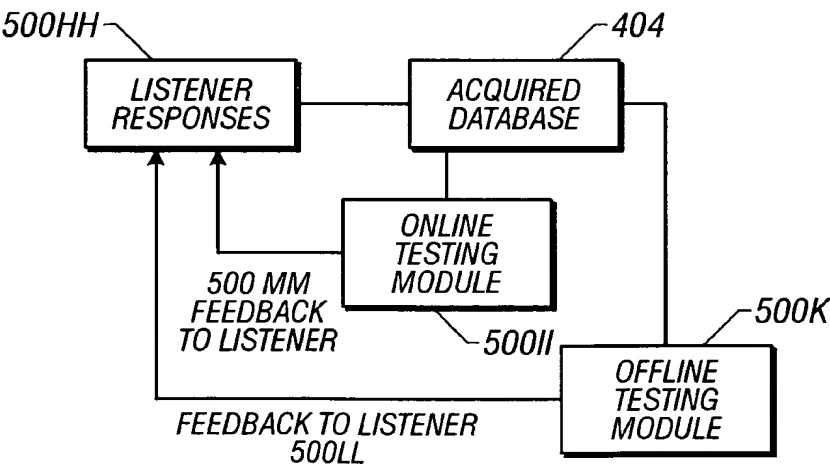 500HH
404
LISTENER
RESPONSES
ACQUIRED
DATABASE
ONLINE
TESTING
MODULE
500 MM
FEEDBACK
TO LISTENER
500II
500K
OFFLINE
TESTING
MODULE
FEEDBACK TO LISTENER
500LL